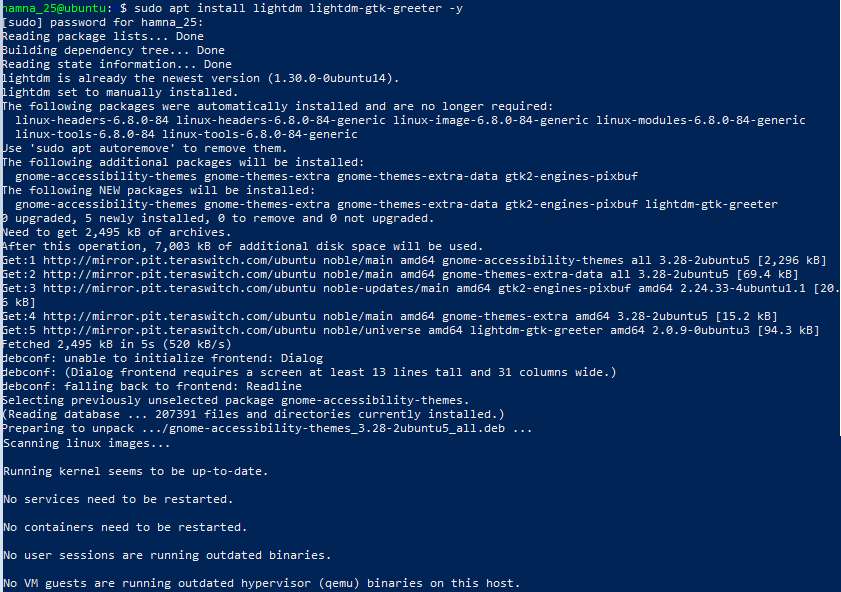 hamna_25@ubuntu: $ sudo apt install lightdm lightdm-gtk-greeter -y
[sudo] password for hamna_25:
Reading package lists... Done
Building dependency tree... Done
Reading state information... Done
lightdm is already the newest version (1.30.0-0ubuntu14).
lightdm set to manually installed.
The following packages were automatically installed and are no longer required:
linux-headers-6.8.0-84 linux-headers-6.8.0-84-generic linux-image-6.8.0-84-generic linux-modules-6.8.0-84-generic
linux-tools-6.8.0-84 linux-tools-6.8.0-84-generic
Use 'sudo apt autoremove' to remove them.
The following additional packages will be installed:
gnome-accessibility-themes gnome-themes-extra gnome-themes-extra-data gtk2-engines-pixbuf
The following NEW packages will be installed:
gnome-accessibility-themes gnome-themes-extra gnome-themes-extra-data gtk2-engines-pixbuf lightdm-gtk-greeter
0 upgraded, 5 newly installed, 0 to remove and 0 not upgraded.
Need to get 2,495 kB of archives.
After this operation, 7,003 kB of additional disk space will be used.
Get:1 http://mirror.pit.teraswitch.com/ubuntu noble/main amd64 gnome-accessibility-themes all 3.28-2ubuntu5 [2,296 kB]
Get:2 http://mirror.pit.teraswitch.com/ubuntu noble/main amd64 gnome-themes-extra-data all 3.28-2ubuntu5 [69.4 kB]
Get:3 http://mirror.pit.teraswitch.com/ubuntu noble-updates/main amd64 gtk2-engines-pixbuf amd64 2.24.33-4ubuntu1.1 [20.
6 kB]
Get:4 http://mirror.pit.teraswitch.com/ubuntu noble/main amd64 gnome-themes-extra amd64 3.28-2ubuntu5 [15.2 kB]
Get:5 http://mirror.pit.teraswitch.com/ubuntu noble/universe amd64 lightdm-gtk-greeter amd64 2.0.9-0ubuntu3 [94.3 kB]
Fetched 2,495 kB in 5s (520 kB/s)
debconf: unable to initialize frontend: Dialog
debconf: (Dialog frontend requires a screen at least 13 lines tall and 31 columns wide.)
debconf: falling back to frontend: Readline
Selecting previously unselected package gnome-accessibility-themes.
(Reading database ... 207391 files and directories currently installed.)
Preparing to unpack .../gnome-accessibility-themes_3.28-2ubuntu5_all.deb ...
Scanning linux images...
Running kernel seems to be up-to-date.
No services need to be restarted.
No containers need to be restarted.
No user sessions are running outdated binaries.
No VM guests are running outdated hypervisor (qemu) binaries on this host.